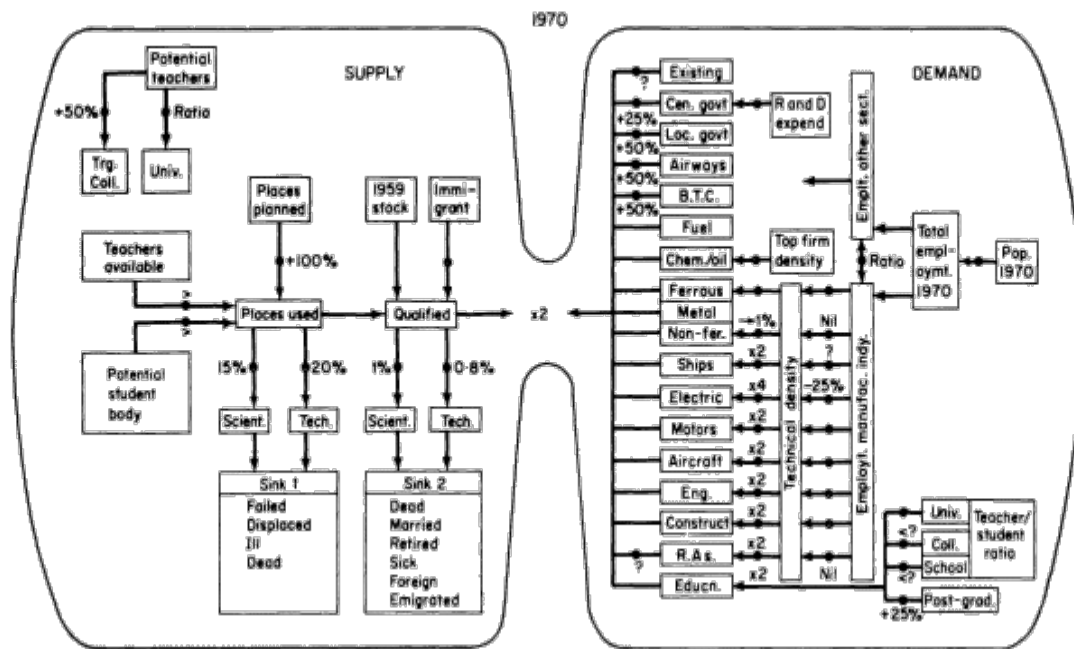 1970
SUPPLY
Potential
teachers
+50%
Ratio
Trg.
Coll.
Univ.
Places
planned
1959
stock
Immi-
grant
Teachers
available
+100%
v
Places used
Qualified
x2
v
Potential
student
body
15%
20%
1%
0·8%
Scient.
Tech.
Scient.
Tech.
Sink 1
Failed
Displaced
Ill
Dead
Sink 2
Dead
Married
Retired
Sick
Foreign
Emigrated
DEMAND
Existing
?
Cen. govt
R and D
expend
+25%
Loc. govt
+50%
Airways
+50%
B.T.C.
+50%
Fuel
Chem./oil
Top firm
density
Emplt. other sect.
Ratio
Total
empl-
oymt.
1970
Pop.
1970
Ferrous
Metal
Non-fer.
→1%
Nil
Ships
x2
?
Electric
x4
-25%
Motors
x2
Aircraft
x2
Eng.
x2
Construct
x2
R.As.
?
x2
Educn.
x2
Nil
Technical density
Employt. manufac. indy.
Univ.
<?
Coll.
School
<?
Post-grad.
+25%
Teacher/
student
ratio